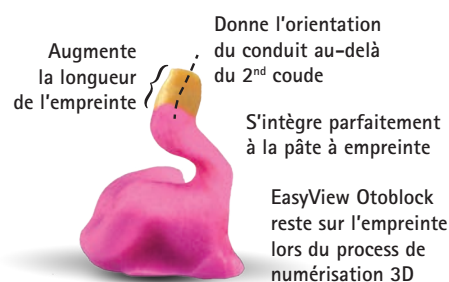 Augmente
la longueur
de l'empreinte
Donne l'orientation
du conduit au-delà
du 2nd coude
S'intègre parfaitement
à la pâte à empreinte
EasyView Otoblock
reste sur l'empreinte
lors du process de
numérisation 3D